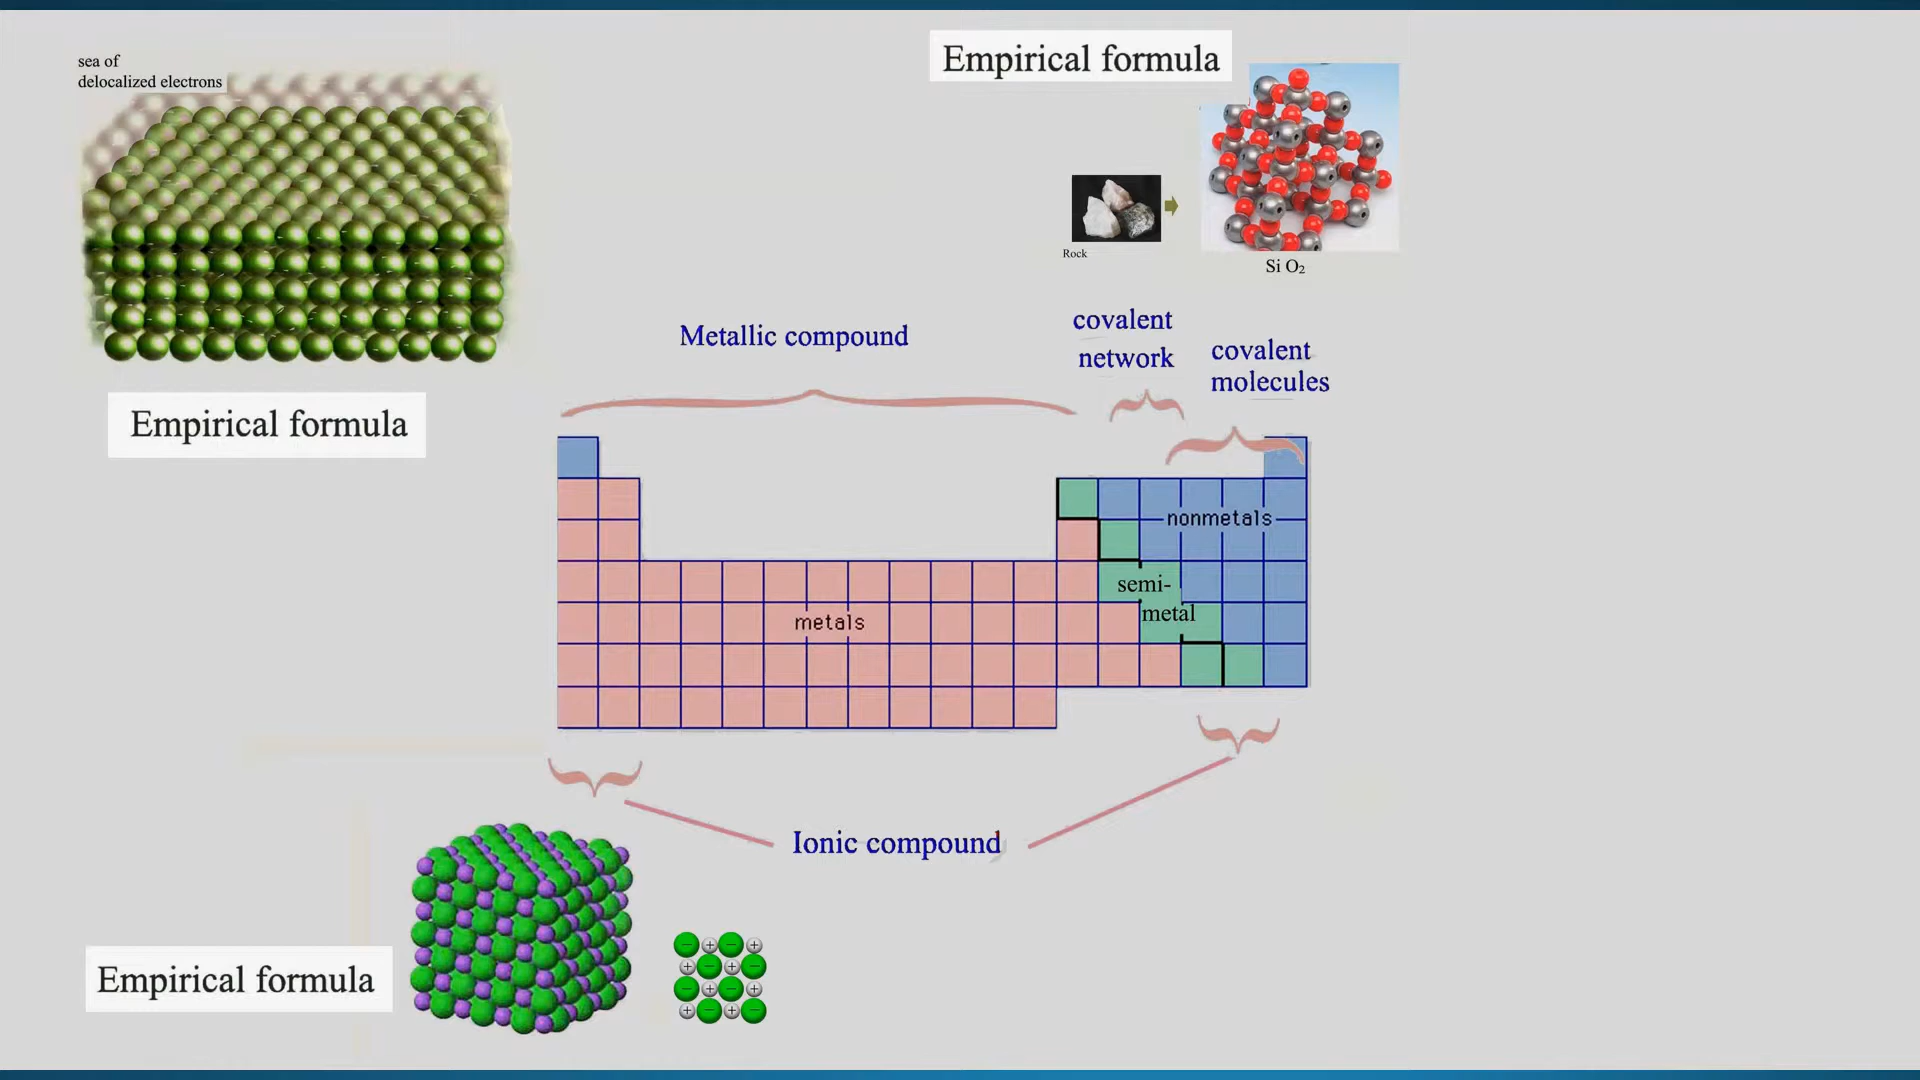 sea of
delocalized electrons
Empirical formula
Rock
Si O₂
Metallic compound
covalent
network
covalent
molecules
Empirical formula
nonmetals
semi-
metal
metals
Ionic compound
Empirical formula